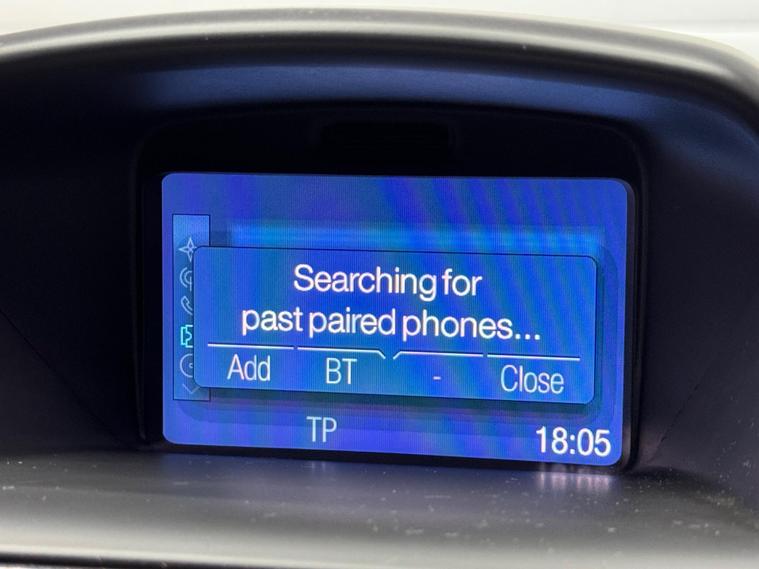 Searching for
past paired phones...
Add BT - Close
TP 18:05